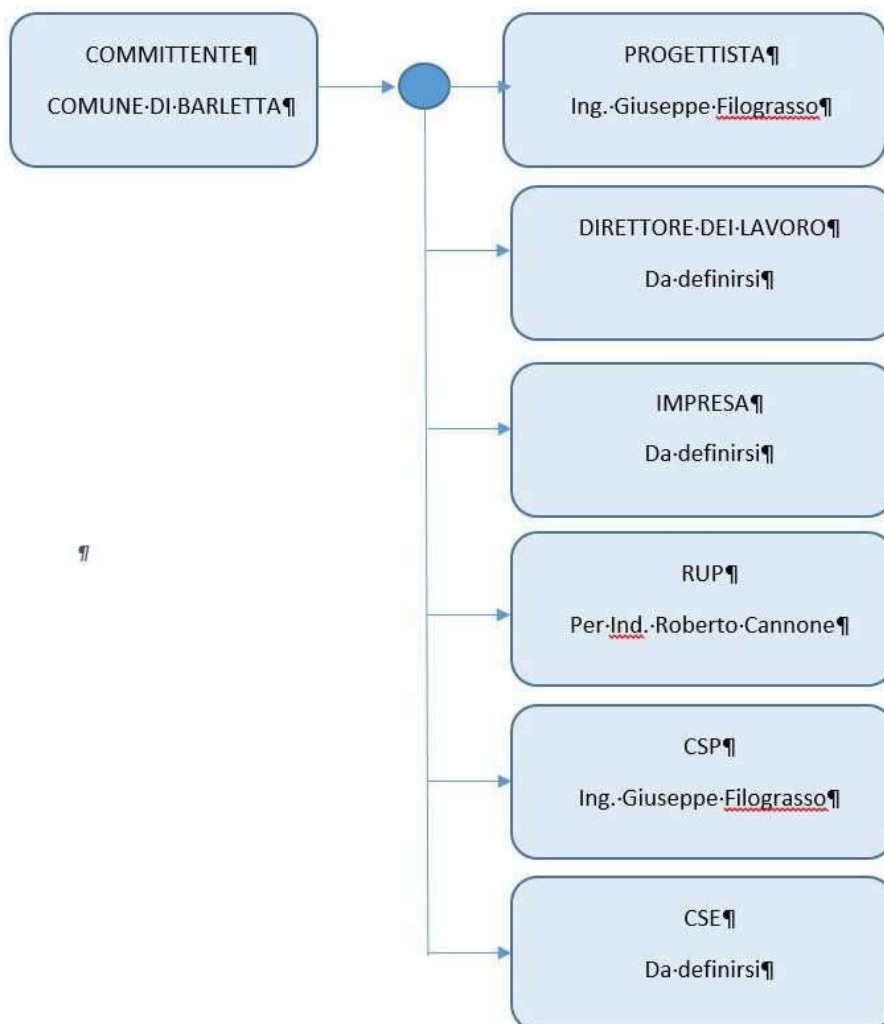 COMMITTENTE¶
COMUNE·DI·BARLETTA¶
PROGETTISTA¶
Ing.·Giuseppe·Filograsso¶
DIRETTORE·DEI·LAVORO¶
Da·definirsi¶
IMPRESA¶
Da·definirsi¶
¶
RUP¶
Per·Ind.·Roberto·Cannone¶
CSP¶
Ing.·Giuseppe·Filograsso¶
CSE¶
Da·definirsi¶